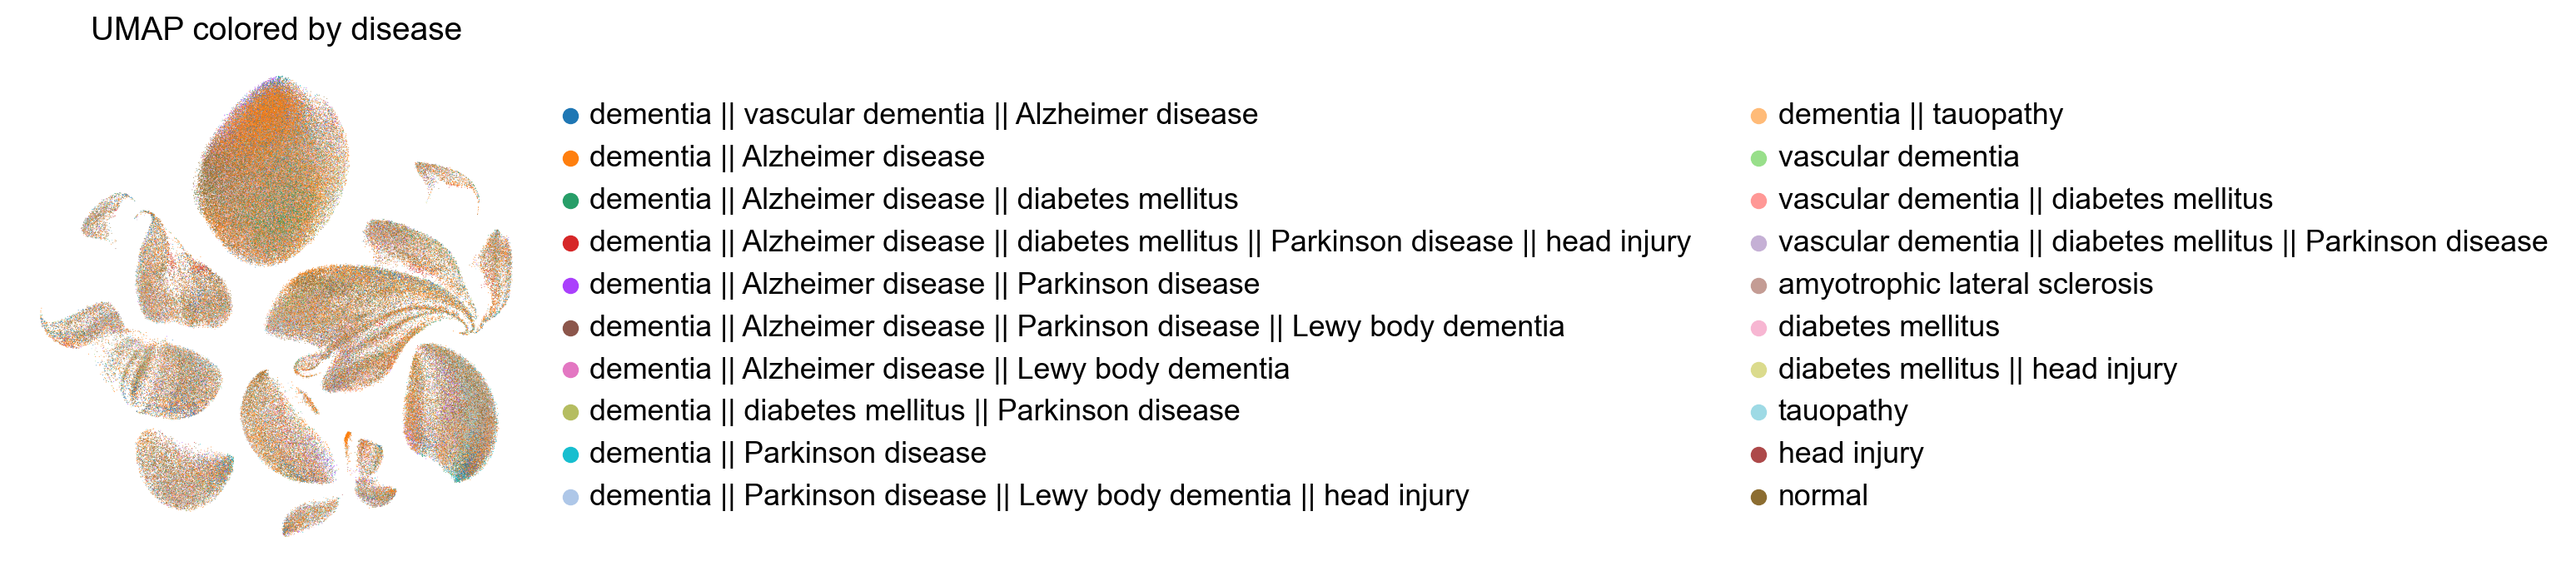 UMAP colored by disease
dementia || vascular dementia || Alzheimer disease
dementia || Alzheimer disease
dementia || Alzheimer disease || diabetes mellitus
dementia || Alzheimer disease || diabetes mellitus || Parkinson disease || head injury
dementia || Alzheimer disease || Parkinson disease
dementia || Alzheimer disease || Parkinson disease || Lewy body dementia
dementia || Alzheimer disease || Lewy body dementia
dementia || diabetes mellitus || Parkinson disease
dementia || Parkinson disease
dementia || Parkinson disease || Lewy body dementia || head injury
dementia || tauopathy
vascular dementia
vascular dementia || diabetes mellitus
vascular dementia || diabetes mellitus || Parkinson disease
amyotrophic lateral sclerosis
diabetes mellitus
diabetes mellitus || head injury
tauopathy
head injury
normal